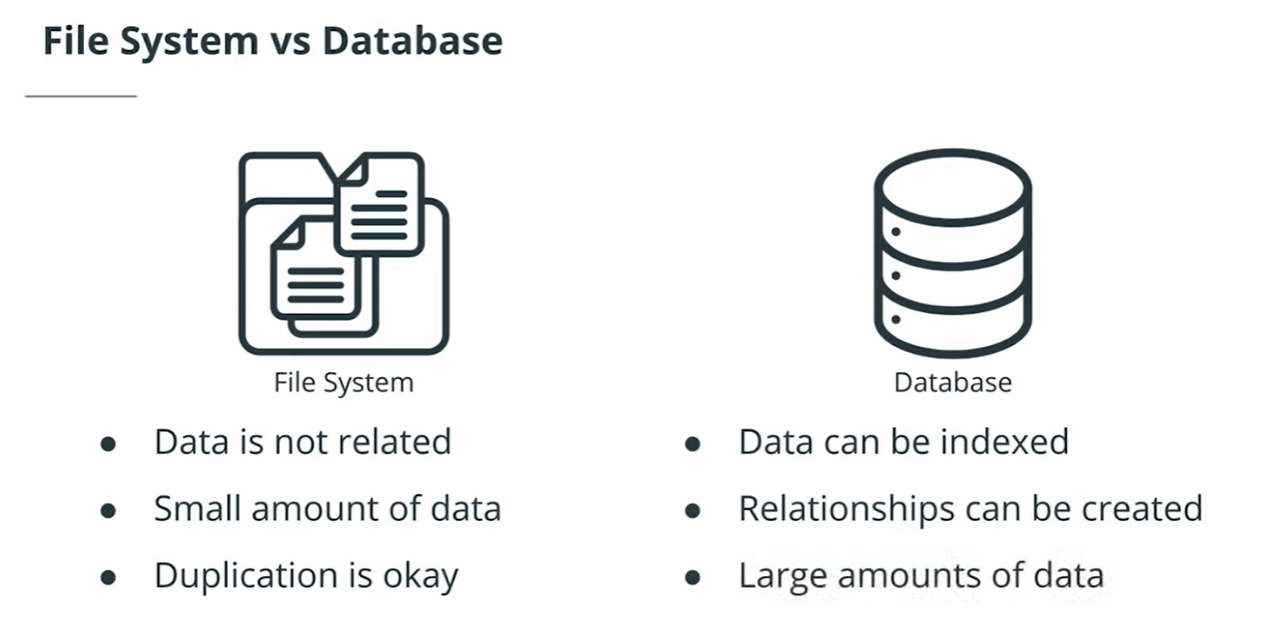 File System vs Database
File System
● Data is not related
● Small amount of data
● Duplication is okay
Database
● Data can be indexed
● Relationships can be created
● Large amounts of data